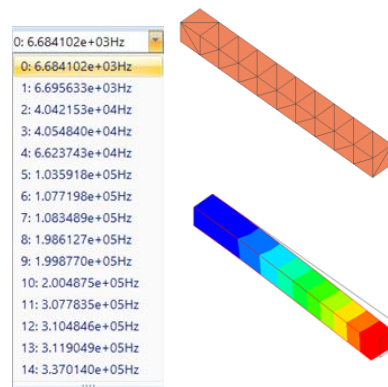 0: 6.684102e+03Hz
0: 6.684102e+03Hz
1: 6.695633e+03Hz
2: 4.042153e+04Hz
3: 4.054840e+04Hz
4: 6.623743e+04Hz
5: 1.035918e+05Hz
6: 1.077198e+05Hz
7: 1.083489e+05Hz
8: 1.986127e+05Hz
9: 1.998770e+05Hz
10: 2.004875e+05Hz
11: 3.077835e+05Hz
12: 3.104846e+05Hz
13: 3.119049e+05Hz
14: 3.370140e+05Hz